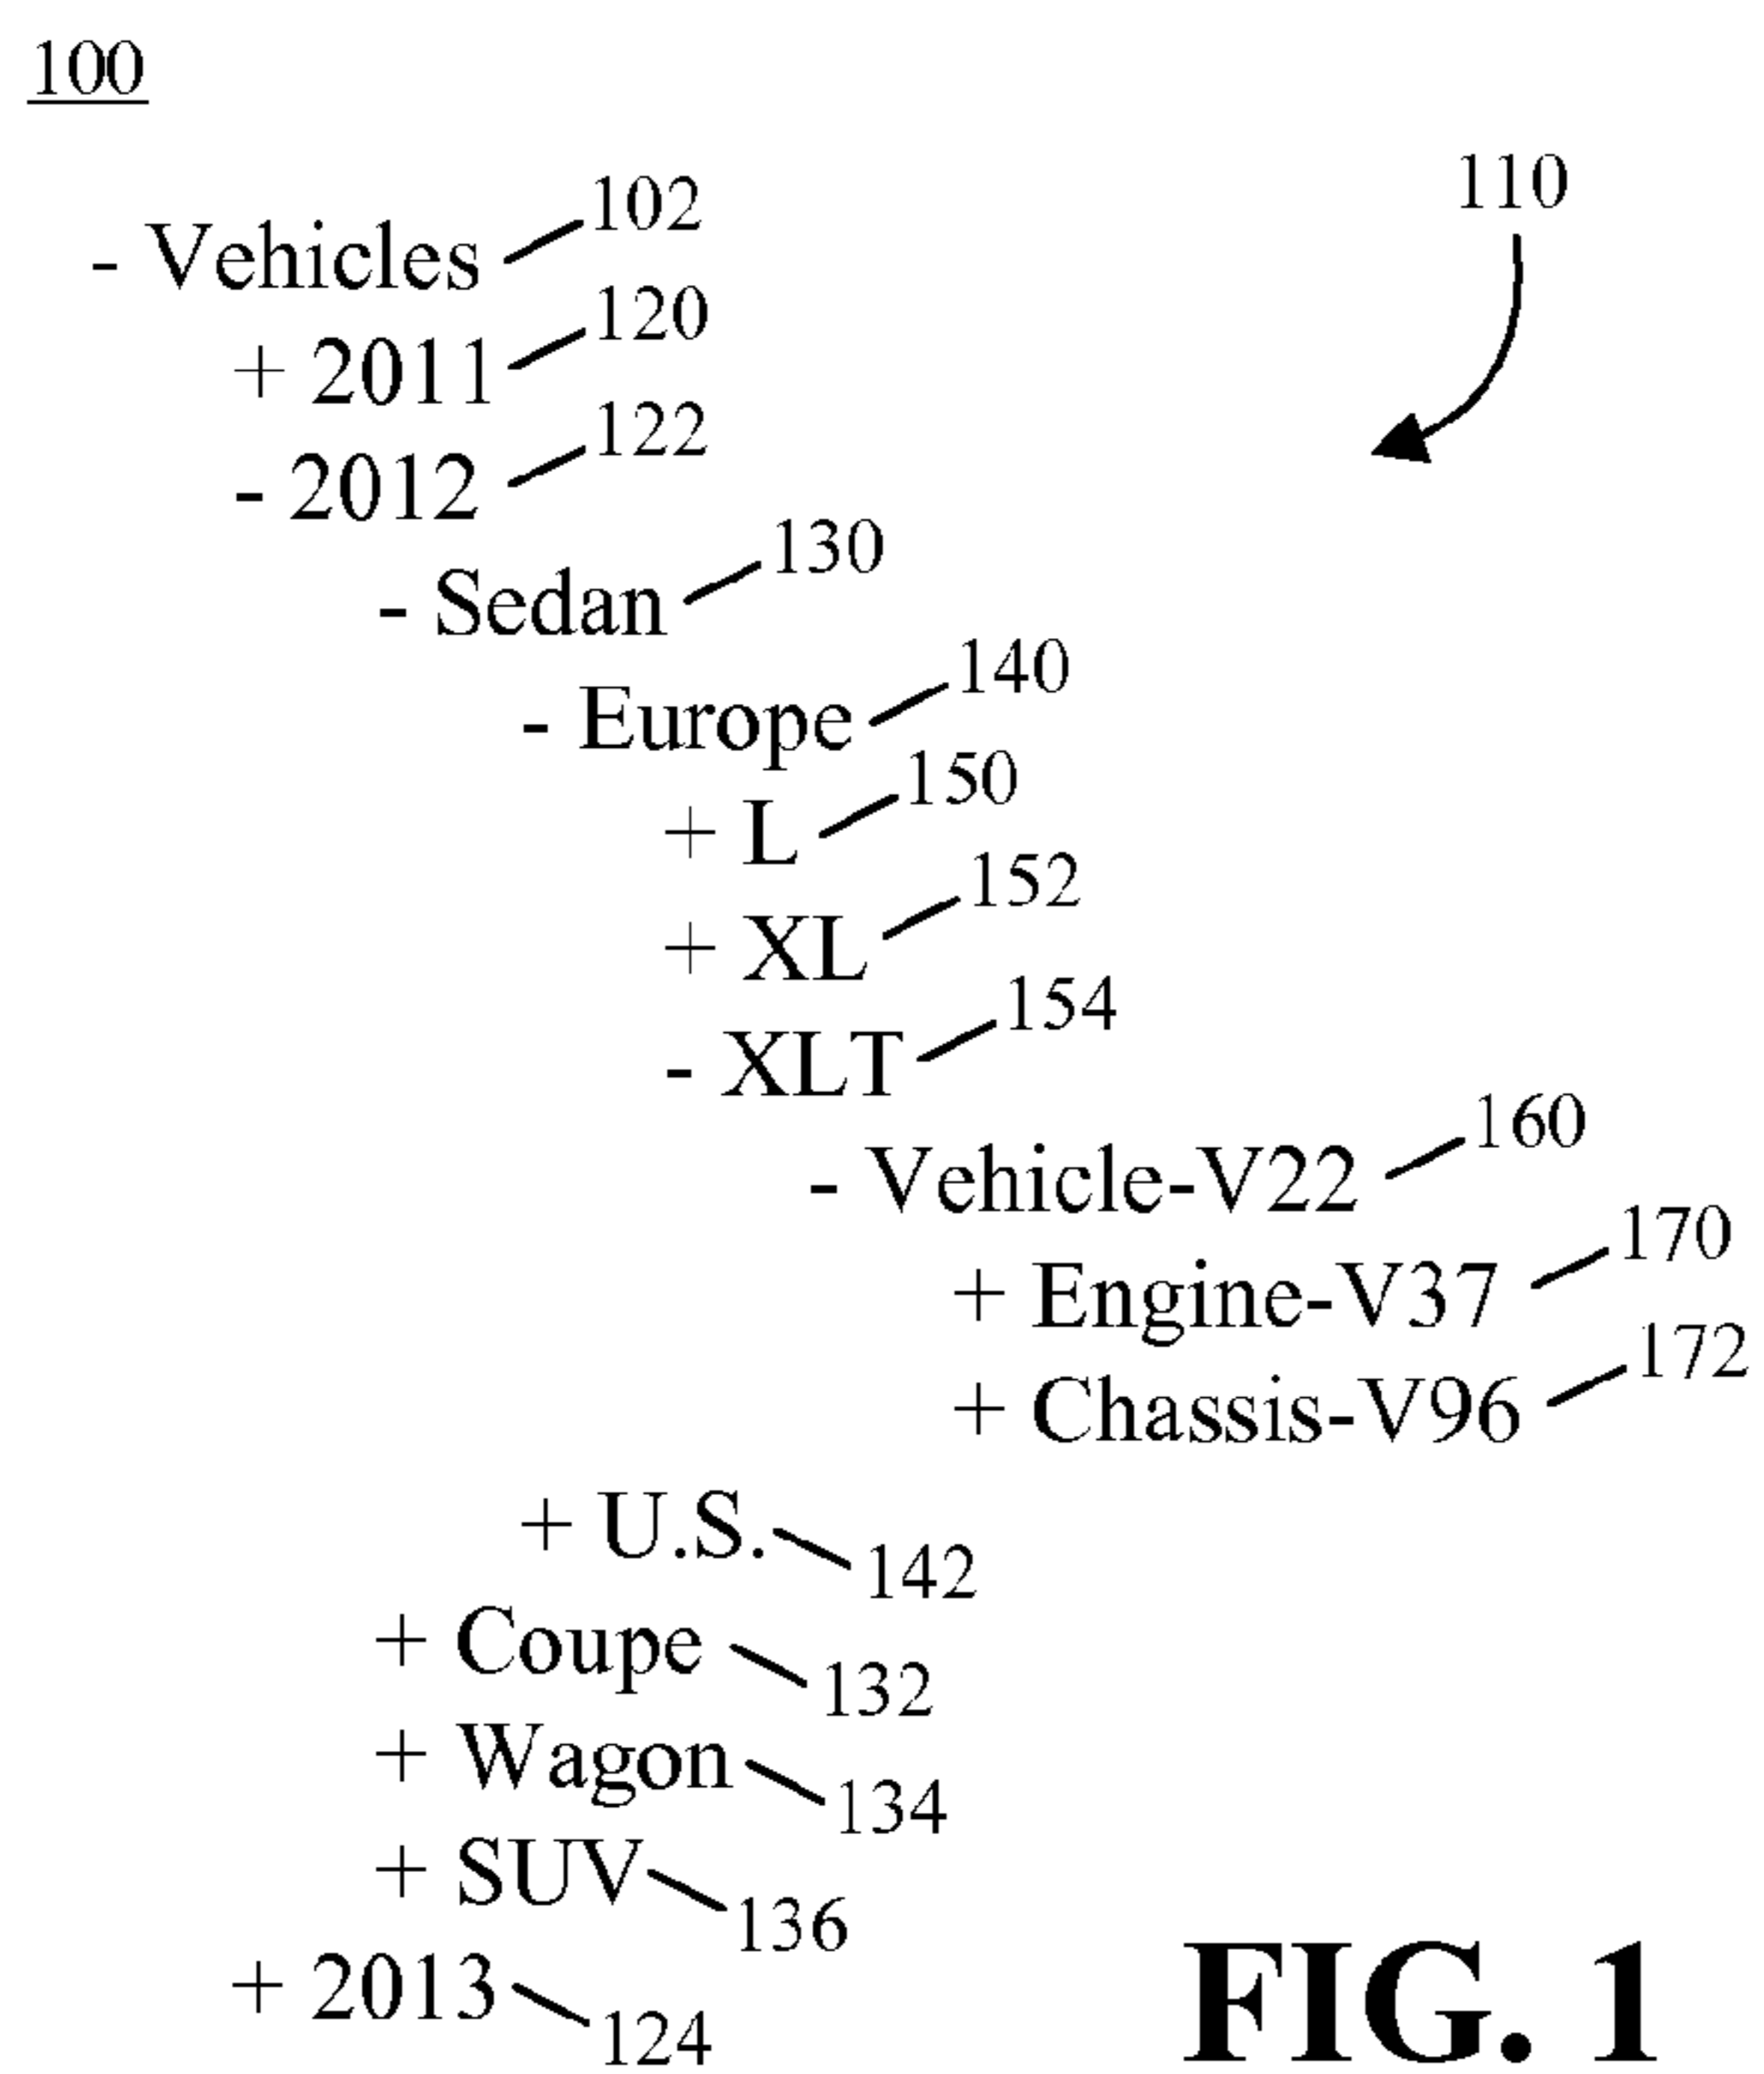 100
110
- Vehicles 102
+ 2011 120
- 2012 122
- Sedan 130
- Europe 140
+ L 150
+ XL 152
- XLT 154
- Vehicle-V22 160
+ Engine-V37 170
+ Chassis-V96 172
+ U.S. 142
+ Coupe 132
+ Wagon 134
+ SUV 136
+ 2013 124
FIG. 1